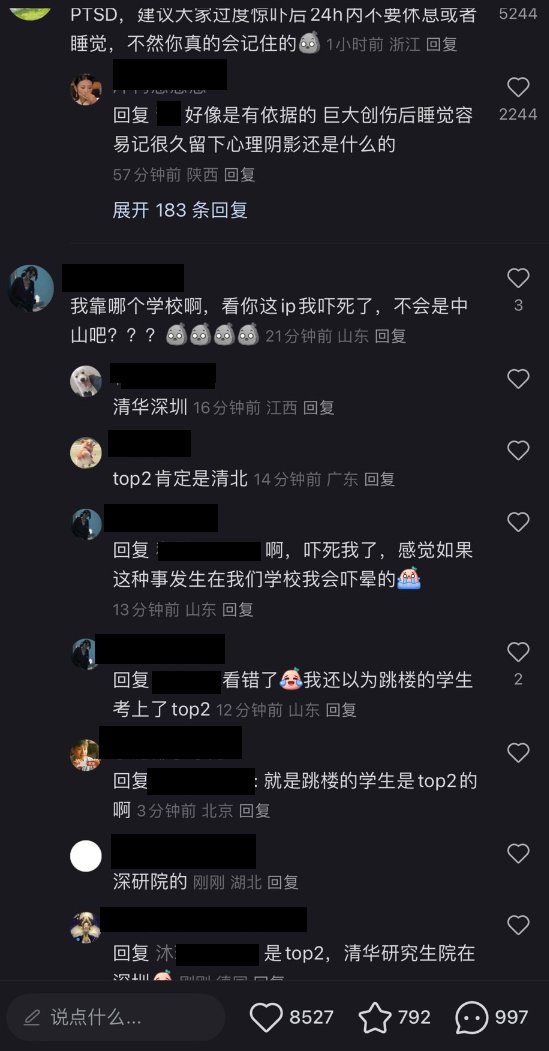 PTSD，建议大家过度惊吓后24h内不要休息或者
睡觉，不然你真的会记住的 1小时前 浙江 回复
5244
回复 好像是有依据的 巨大创伤后睡觉容
易记很久留下心理阴影还是什么的
2244
57分钟前 陕西 回复
展开 183 条回复
我靠哪个学校啊，看你这ip我吓死了，不会是中
山吧？？？ 21分钟前 山东 回复
3
清华深圳 16分钟前 江西 回复
top2肯定是清北 14分钟前 广东 回复
回复 啊，吓死我了，感觉如果
这种事发生在我们学校我会吓晕的
13分钟前 山东 回复
回复 看错了 我还以为跳楼的学生
考上了top2 12分钟前 山东 回复
2
回复 : 就是跳楼的学生是top2的
啊 3分钟前 北京 回复
深研院的 刚刚 湖北 回复
回复 沐 是top2，清华研究生院在
深圳 刚刚 德国 回复
说点什么... 8527 792 997